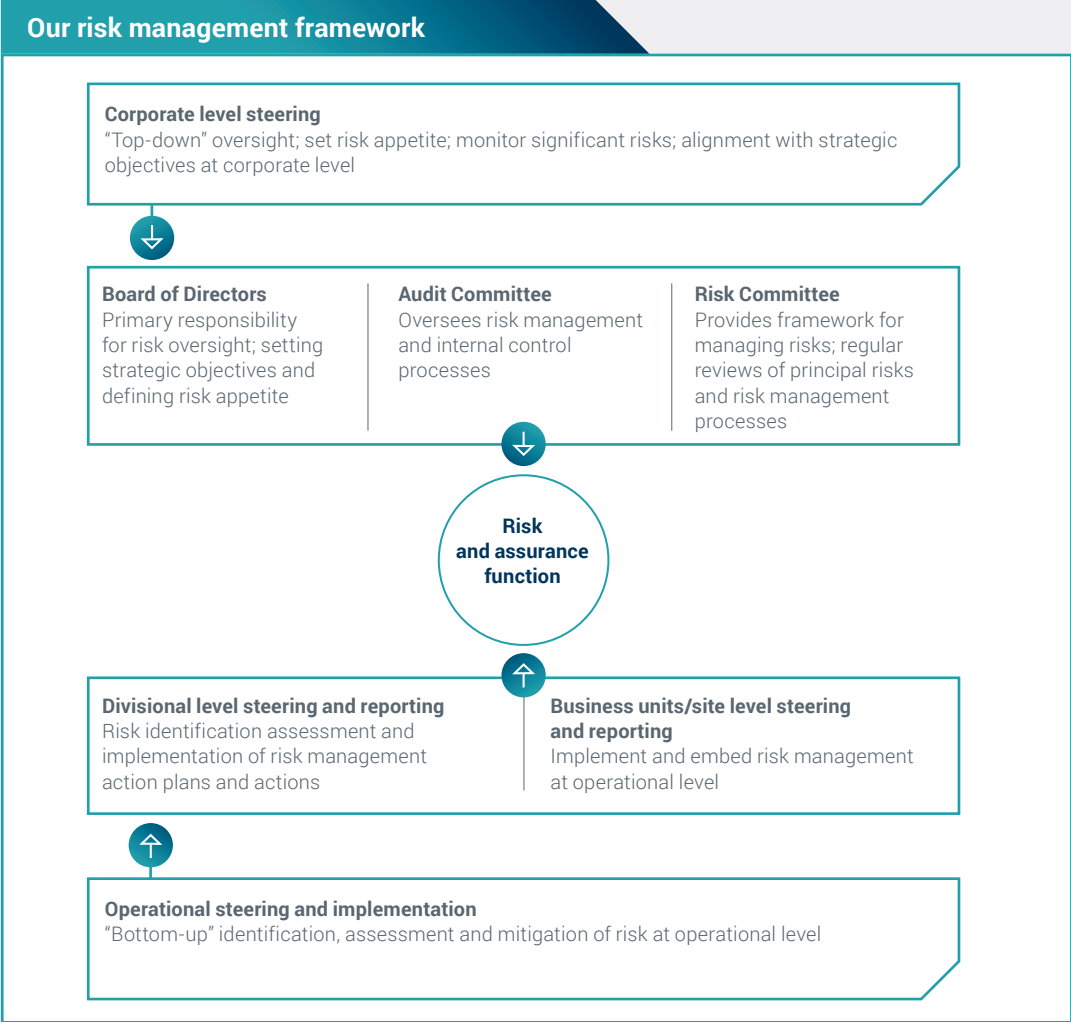 Our risk management framework
Corporate level steering
“Top-down” oversight; set risk appetite; monitor significant risks; alignment with strategic
objectives at corporate level
Board of Directors
Primary responsibility
for risk oversight; setting
strategic objectives and
defining risk appetite
Audit Committee
Oversees risk management
and internal control
processes
Risk Committee
Provides framework for
managing risks; regular
reviews of principal risks
and risk management
processes
Risk
and assurance
function
Divisional level steering and reporting
Risk identification assessment and
implementation of risk management
action plans and actions
Business units/site level steering
and reporting
Implement and embed risk management
at operational level
Operational steering and implementation
“Bottom-up” identification, assessment and mitigation of risk at operational level